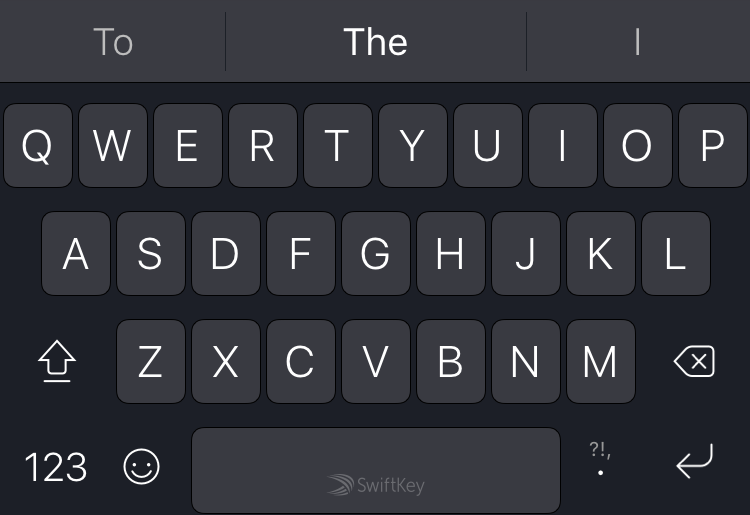 To The I
Q W E R T Y U I O P
A S D F G H J K L
Z X C V B N M
?!,
123 .
SwiftKey